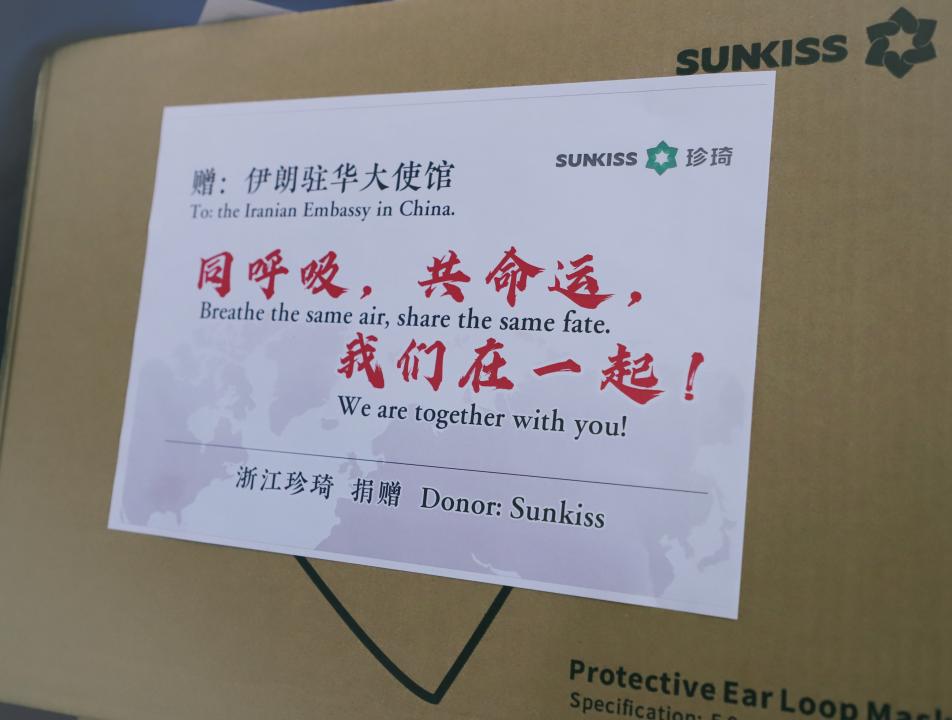 SUNKISS
SUNKISS 珍琦
赠：伊朗驻华大使馆
To: the Iranian Embassy in China.
同呼吸，共命运，
Breathe the same air, share the same fate.
我们在一起！
We are together with you!
浙江珍琦 捐赠 Donor: Sunkiss
Protective Ear Loop
Specification: